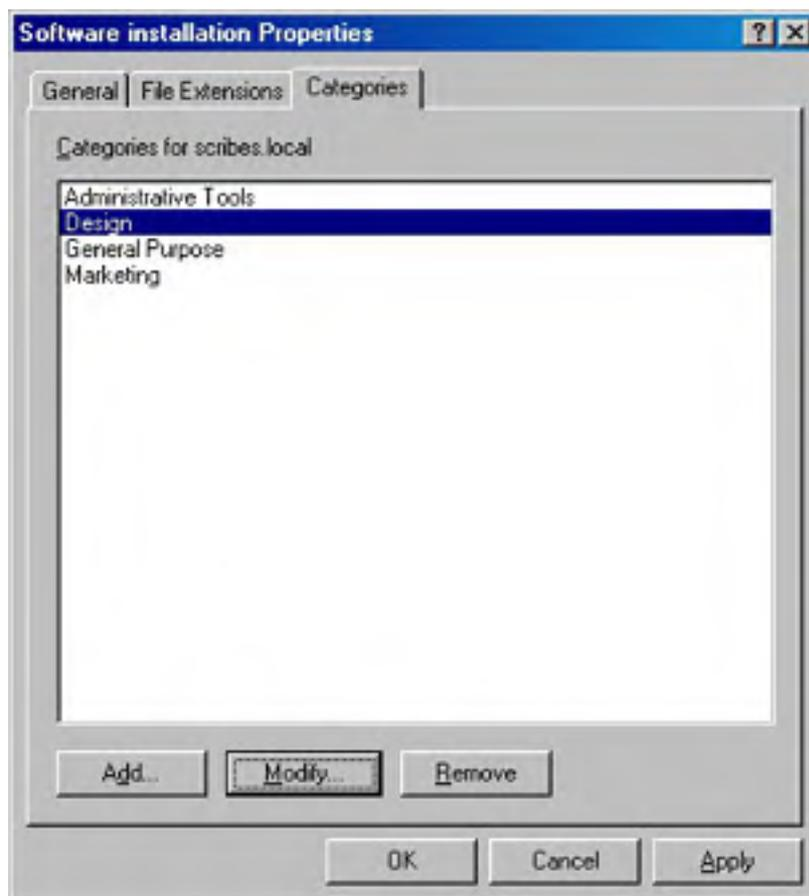 Software installation Properties
? X
General File Extensions Categories
Categories for scribes.local
Administrative Tools
Design
General Purpose
Marketing
Add... Modify... Remove
OK Cancel Apply